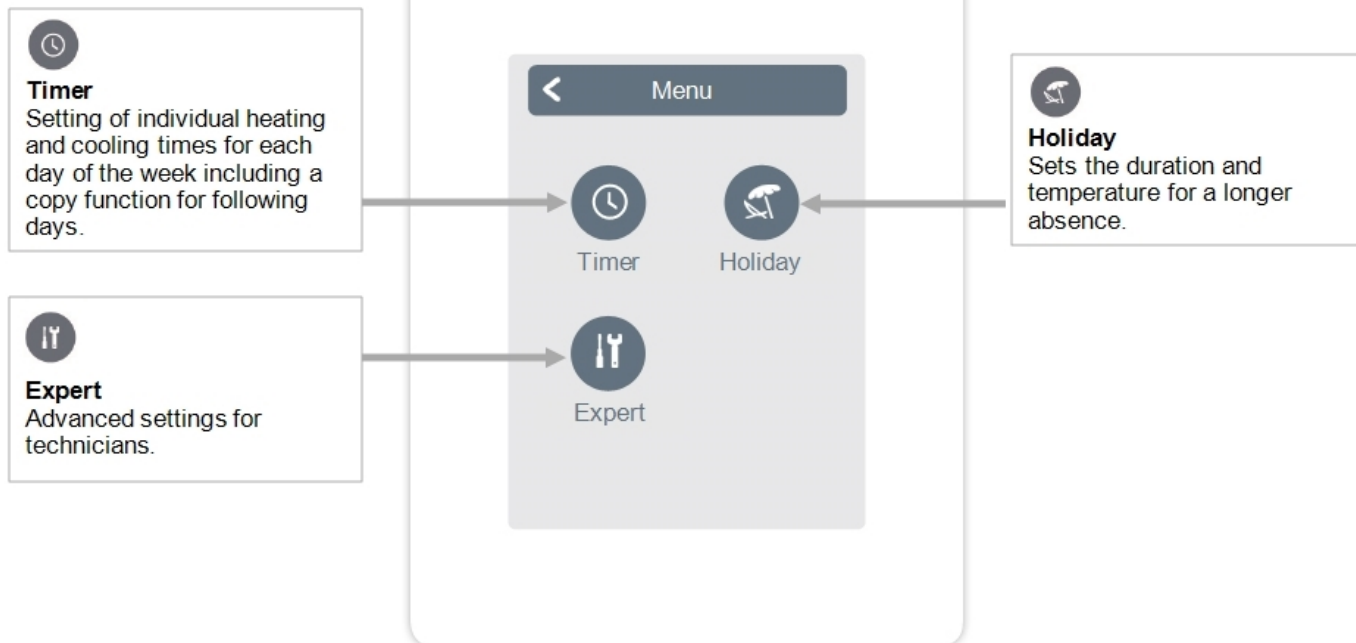 Timer
Setting of individual heating
and cooling times for each
day of the week including a
copy function for following
days.
Expert
Advanced settings for
technicians.
Menu
Timer
Holiday
Expert
Holiday
Sets the duration and
temperature for a longer
absence.